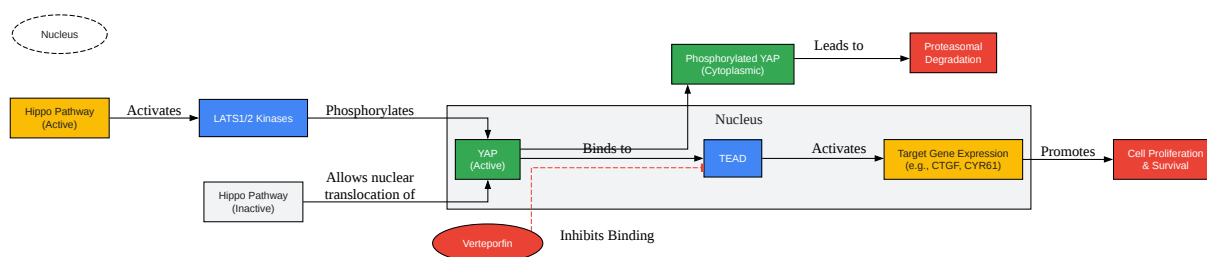 Nucleus
Leads to
Phosphorylated YAP
(Cytoplasmic)
Proteasomal
Degradation
Hippo Pathway
(Active)
Activates
LATS1/2 Kinases
Phosphorylates
Nucleus
YAP
(Active)
Binds to
TEAD
Activates
Target Gene Expression
(e.g., CTGF, CYR61)
Promotes
Cell Proliferation
& Survival
Hippo Pathway
(Inactive)
Allows nuclear
translocation of
Verteporfin
Inhibits Binding